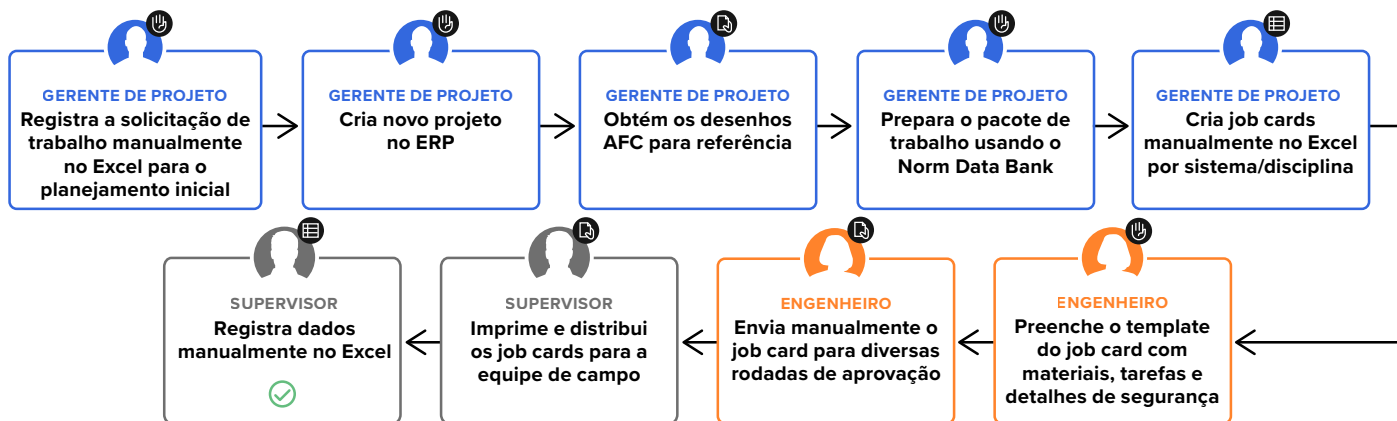 GERENTE DE PROJETO
Registra a solicitação de
trabalho manualmente
no Excel para o
planejamento inicial
GERENTE DE PROJETO
Cria novo projeto
no ERP
GERENTE DE PROJETO
Obtém os desenhos
AFC para referência
GERENTE DE PROJETO
Prepara o pacote de
trabalho usando o
Norm Data Bank
GERENTE DE PROJETO
Cria job cards
manualmente no Excel
por sistema/disciplina
ENGENHEIRO
Preenche o template
do job card com
materiais, tarefas e
detalhes de segurança
ENGENHEIRO
Envia manualmente o
job card para diversas
rodadas de aprovação
SUPERVISOR
Imprime e distribui
os job cards para a
equipe de campo
SUPERVISOR
Registra dados
manualmente no Excel